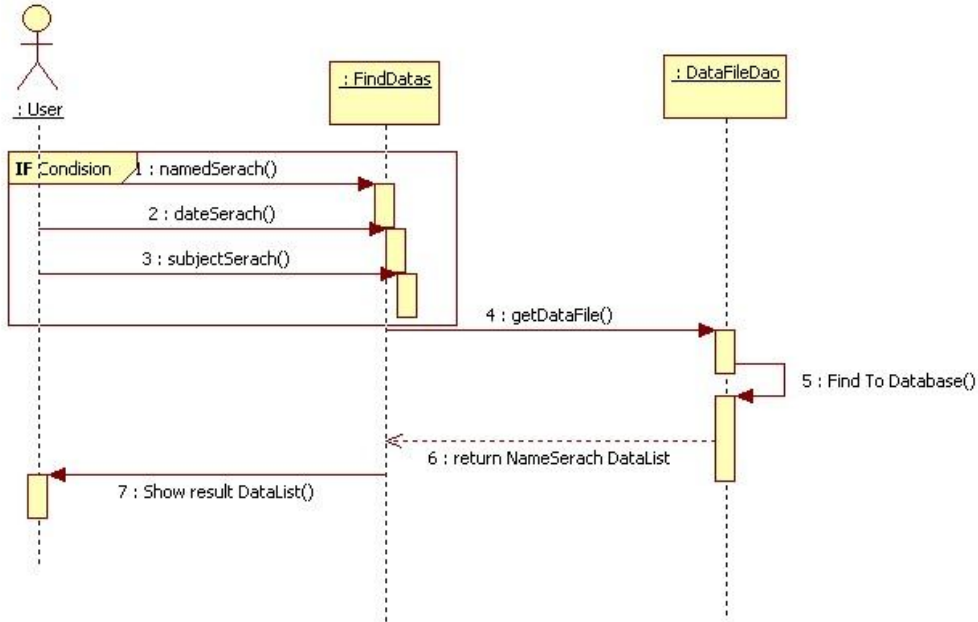 : User
: FindDatas
: DataFileDao
IF Condision
1 : namedSerach()
2 : dateSerach()
3 : subjectSerach()
4 : getDataFile()
5 : Find To Database()
6 : return NameSerach DataList
7 : Show result DataList()